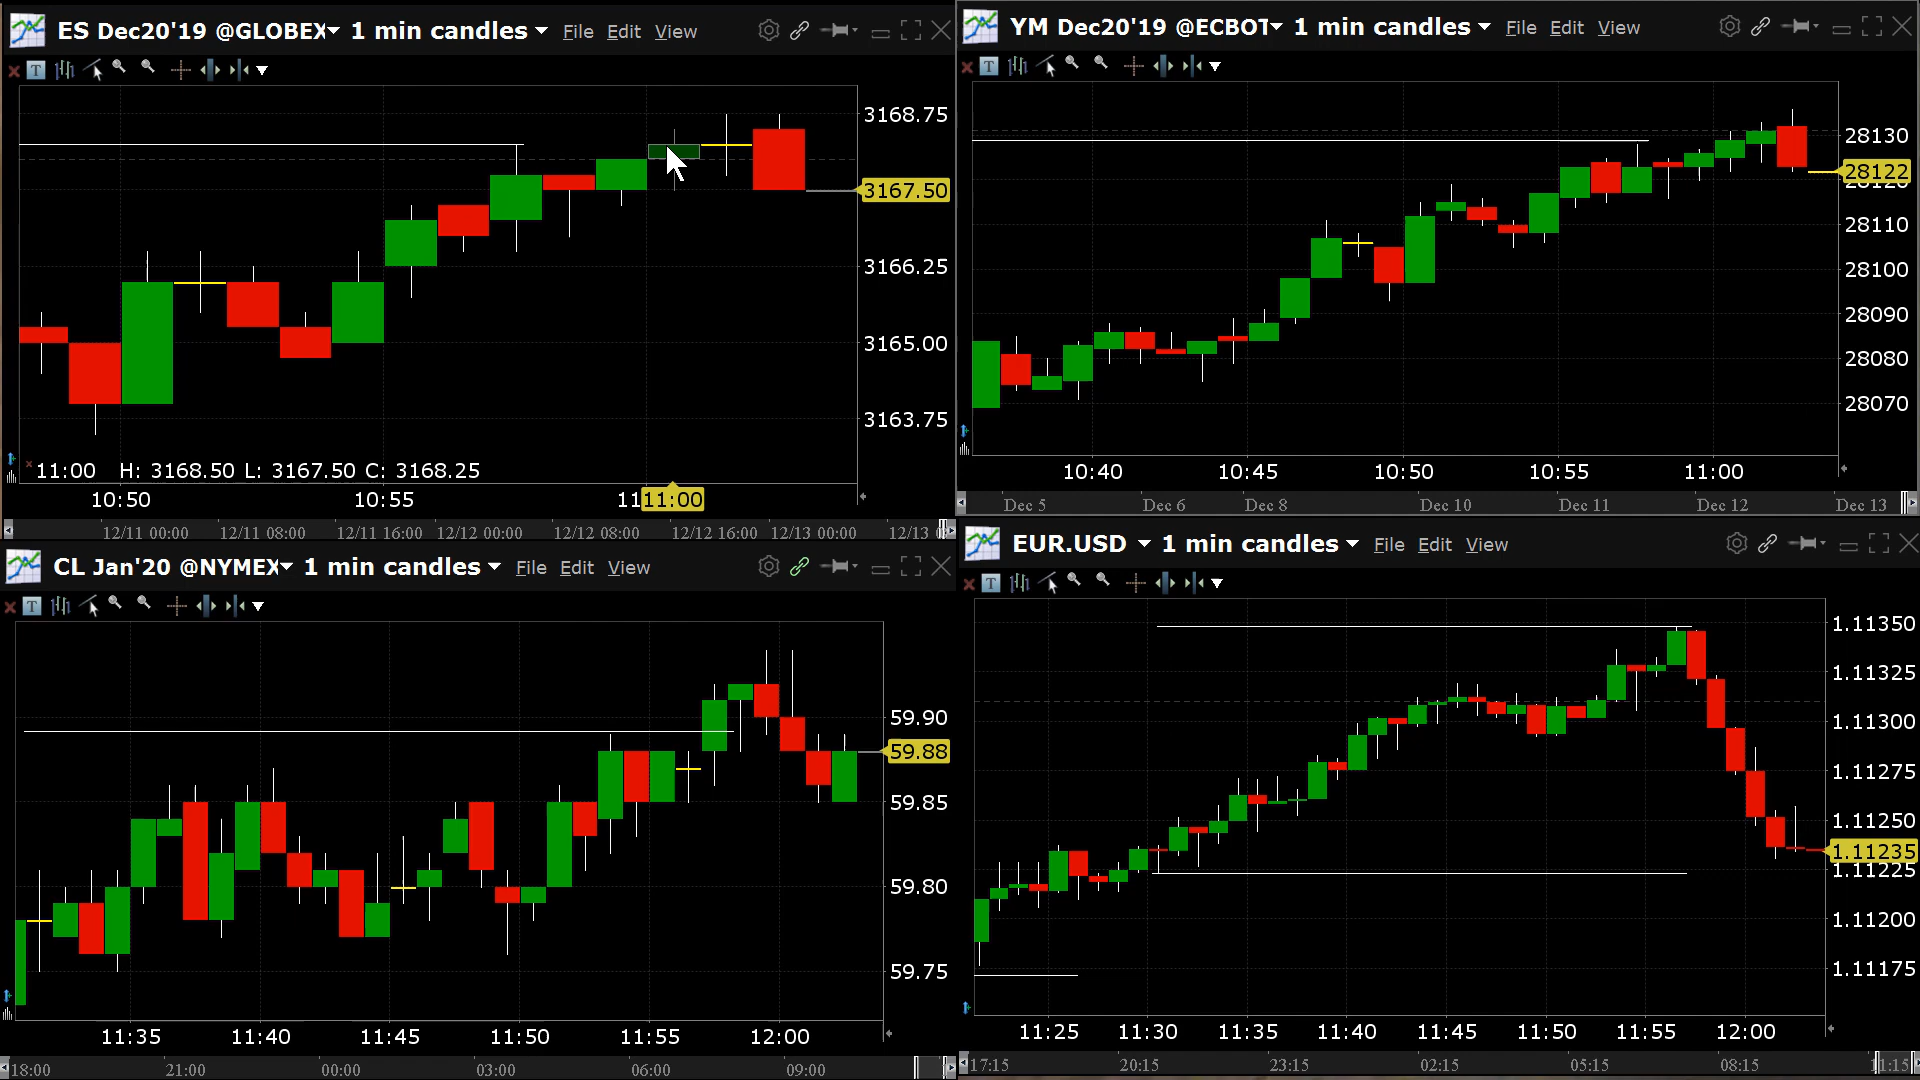 ES Dec20'19 @GLOBEX 1 min candles File Edit View
T
3168.75
3167.50
3166.25
3165.00
3163.75
11:00 H: 3168.50 L: 3167.50 C: 3168.25
10:50 10:55 11:00
12/11 00:00 12/11 08:00 12/11 16:00 12/12 00:00 12/12 08:00 12/12 16:00 12/13 00:00 12/13
YM Dec20'19 @ECBOT 1 min candles File Edit View
T
28130
28122
28120
28110
28100
28090
28080
28070
10:40 10:45 10:50 10:55 11:00
Dec 5 Dec 6 Dec 8 Dec 10 Dec 11 Dec 12 Dec 13
CL Jan'20 @NYMEX 1 min candles File Edit View
T
59.90
59.88
59.85
59.80
59.75
11:35 11:40 11:45 11:50 11:55 12:00
18:00 21:00 00:00 03:00 06:00 09:00
EUR.USD 1 min candles File Edit View
T
1.11350
1.11325
1.11300
1.11275
1.11250
1.11235
1.11225
1.11200
1.11175
11:25 11:30 11:35 11:40 11:45 11:50 11:55 12:00
17:15 20:15 23:15 02:15 05:15 08:15 11:15